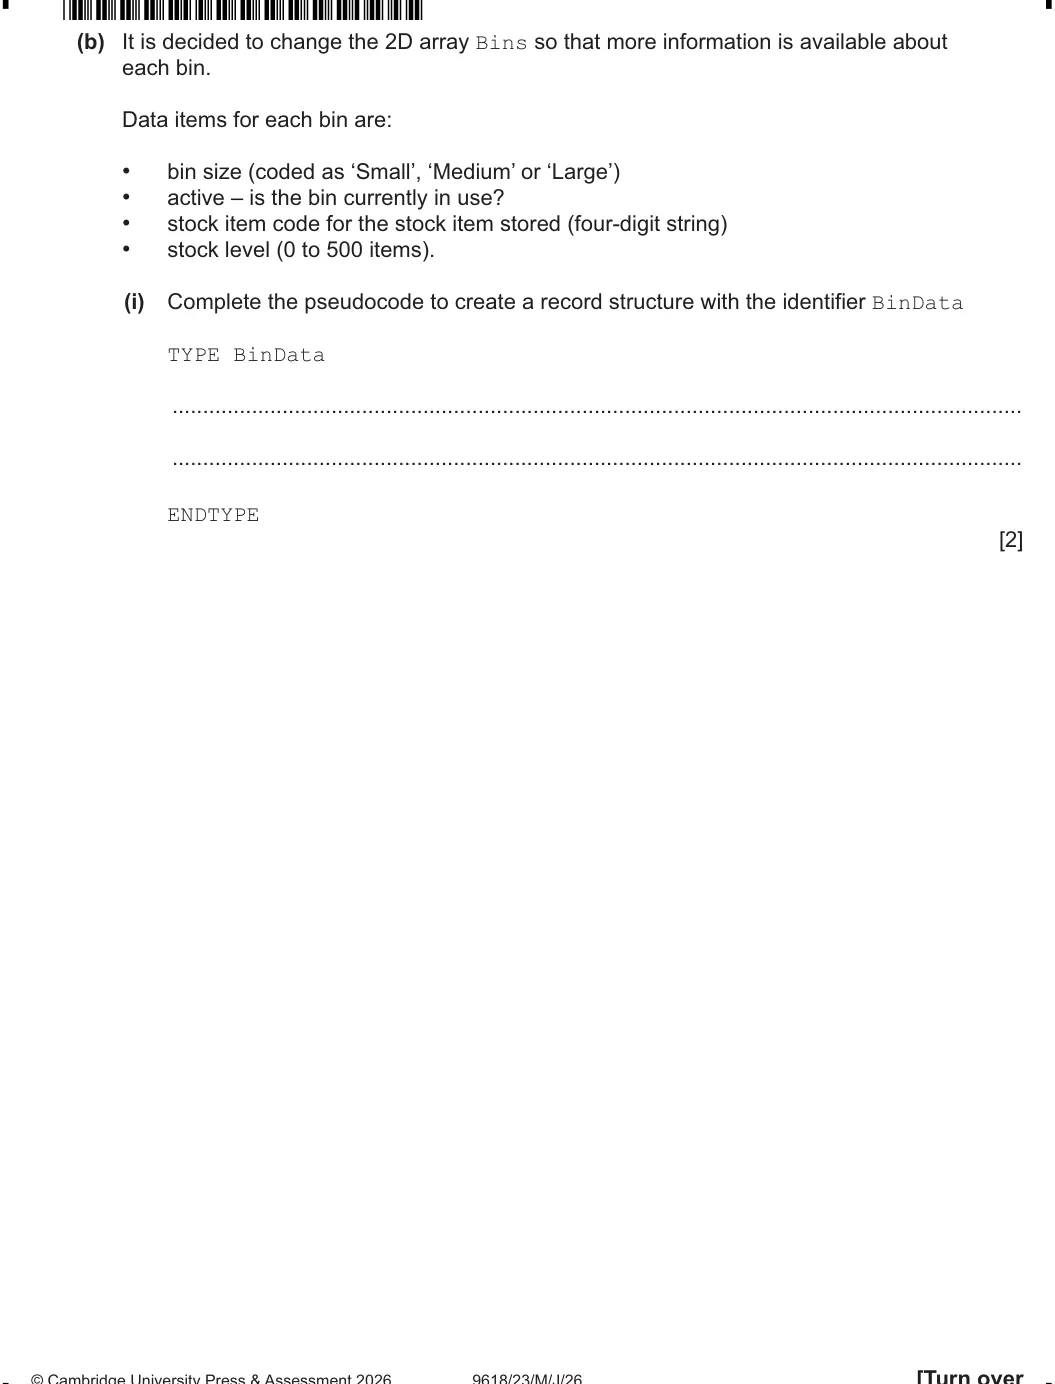 (b) It is decided to change the 2D array Bins so that more information is available about
each bin.
Data items for each bin are:
• bin size (coded as ‘Small’, ‘Medium’ or ‘Large’)
• active – is the bin currently in use?
• stock item code for the stock item stored (four-digit string)
• stock level (0 to 500 items).
(i) Complete the pseudocode to create a record structure with the identifier BinData
TYPE BinData
............................................................................................................................................
............................................................................................................................................
ENDTYPE
[2]
© Cambridge University Press & Assessment 2026 9618/23/M/J/26 [Turn over